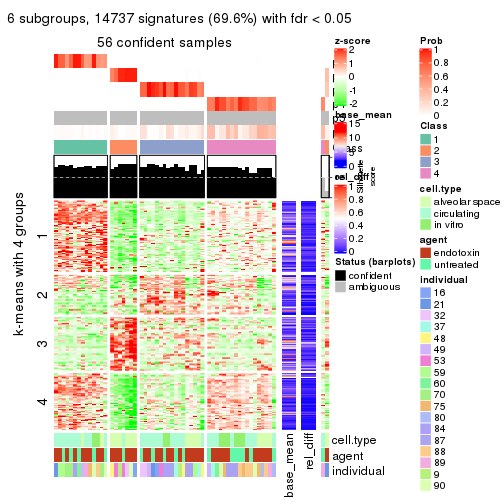 6 subgroups, 14737 signatures (69.6%) with fdr < 0.05
56 confident samples
k-means with 4 groups
1
2
3
4
base_mean
rel_diff
cell.type
agent
individual
z-score
2
1
0
-1
-2
base_mean
15
10
5
0
rel_diff
1
0.8
0.6
0.4
0.2
0
Status (barplots)
confident
ambiguous
Silhouette
score
Prob
1
0.8
0.6
0.4
0.2
0
Class
1
2
3
4
cell.type
alveolar space
circulating
in vitro
agent
endotoxin
untreated
individual
16
21
32
37
48
49
53
59
60
70
75
80
84
87
88
89
9
90